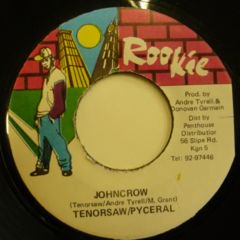 Rookie
Prod. by
Andre Tyrell,&
Donovan Germain
Dist by
Penthouse
Distributior
56 Slipe Rd.
Kgn 5
Tel: 92-97446
JOHNCROW
(Tenorsaw/Andre Tyrell/M. Grant)
TENORSAW/PYCERAL